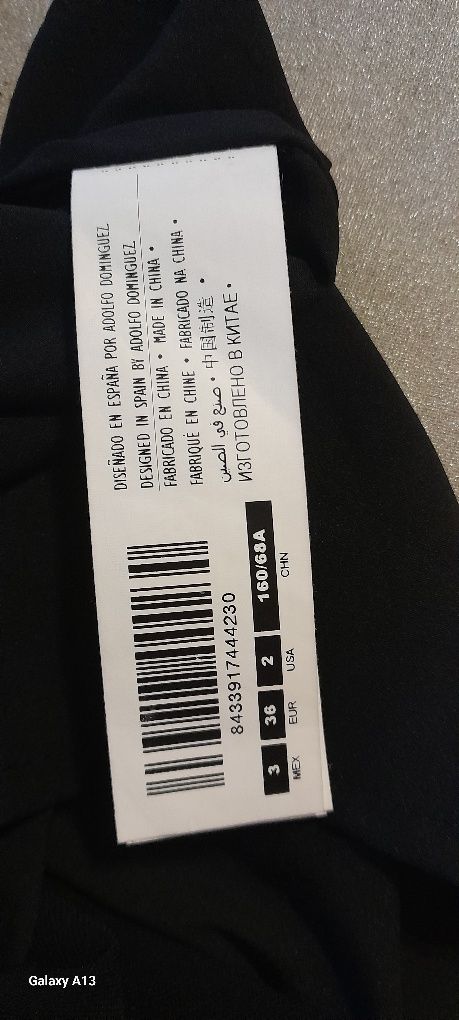 DISEÑADO EN ESPAÑA POR ADOLFO DOMINGUEZ
DESIGNED IN SPAIN BY ADOLFO DOMINGUEZ
FABRICADO EN CHINA • MADE IN CHINA •
FABRIQUÉ EN CHINE • FABRICADO NA CHINA •
صنع في الصين • 中国制造 •
ИЗГОТОВЛЕНО В КИТАЕ •
8433917444230
3 36 2 160/68A
MEX EUR USA CHN
Galaxy A13